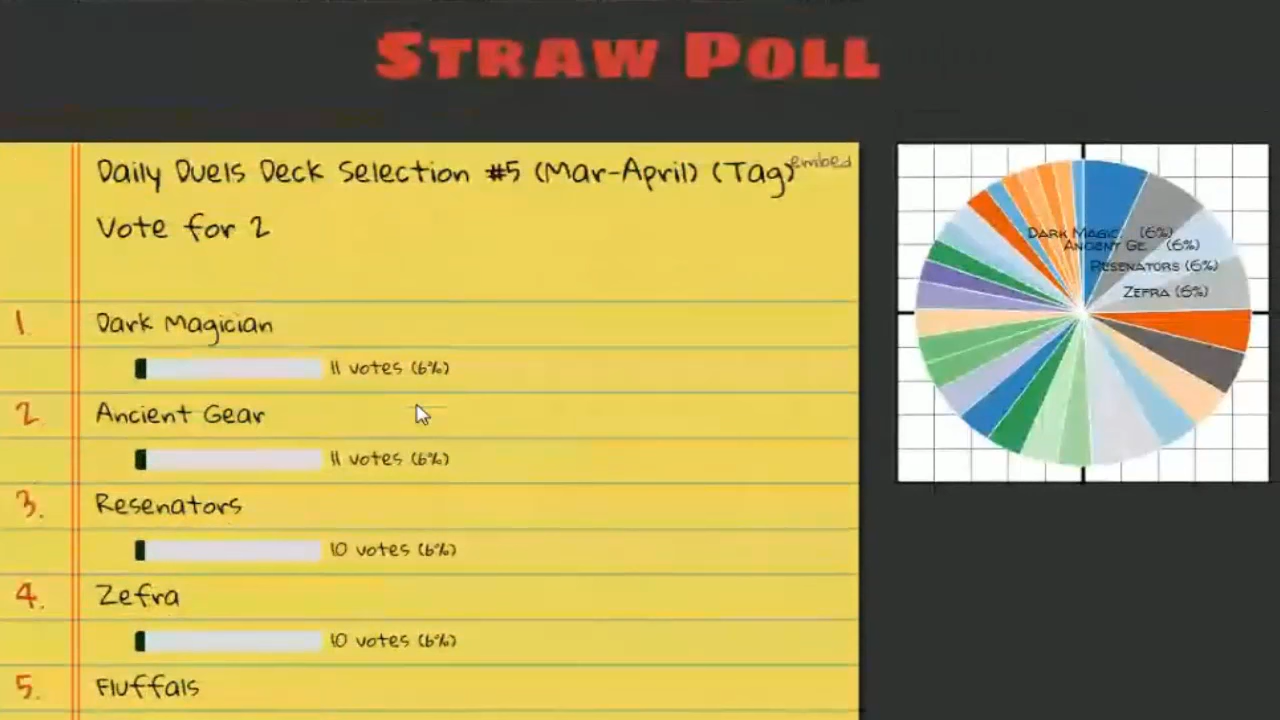 STRAW POLL
Daily Duels Deck Selection #5 (Mar-April) (Tag)
embed
Vote for 2
1. Dark Magician
11 votes (6%)
2. Ancient Gear
11 votes (6%)
3. Resenators
10 votes (6%)
4. Zefra
10 votes (6%)
5. Fluffals
DARK MAGIC... (6%)
ANCIENT GE... (6%)
RESENATORS (6%)
ZEFRA (6%)